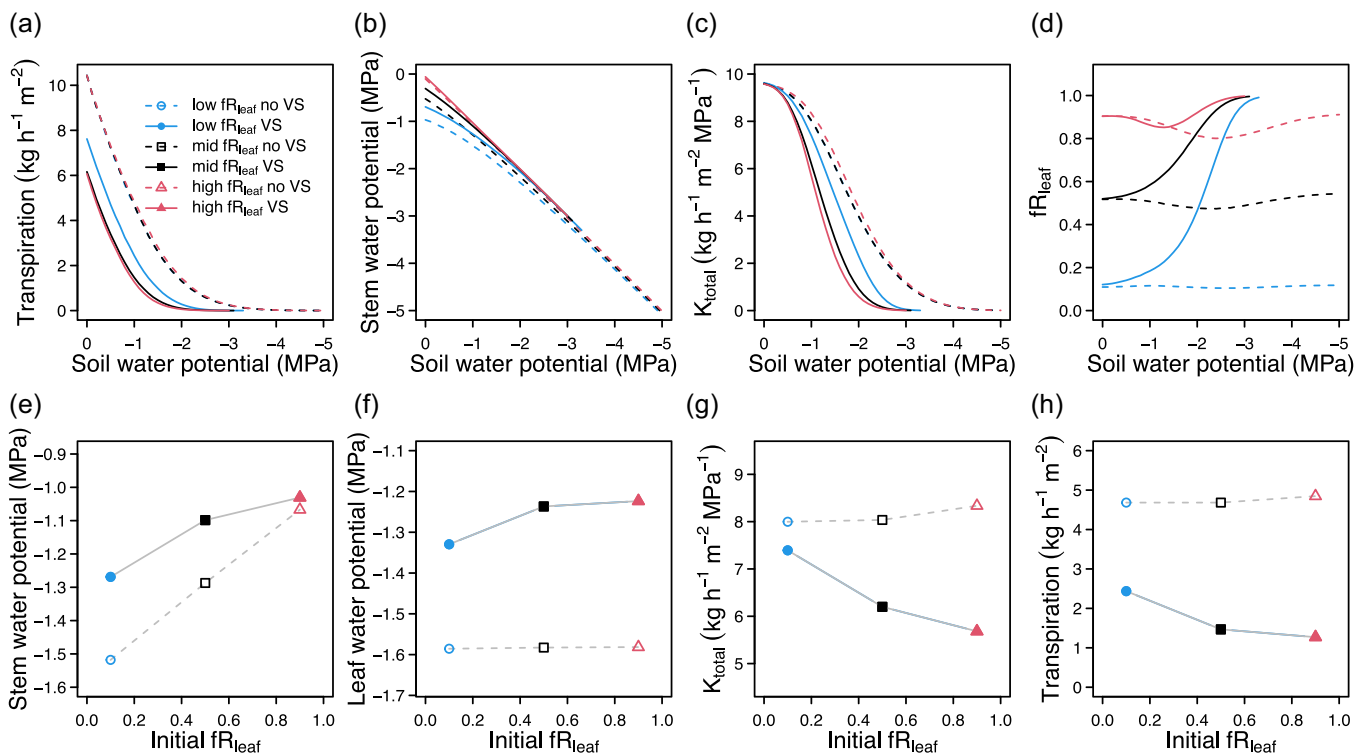 (a)
Transpiration (kg h⁻¹ m⁻²)
10
8
6
4
2
0
low fRleaf no VS
low fRleaf VS
mid fRleaf no VS
mid fRleaf VS
high fRleaf no VS
high fRleaf VS
0 −1 −2 −3 −4 −5
Soil water potential (MPa)
(b)
Stem water potential (MPa)
0
−1
−2
−3
−4
−5
0 −1 −2 −3 −4 −5
Soil water potential (MPa)
(c)
Ktotal (kg h⁻¹ m⁻² MPa⁻¹)
10
8
6
4
2
0
0 −1 −2 −3 −4 −5
Soil water potential (MPa)
(d)
fRleaf
1.0
0.8
0.6
0.4
0.2
0.0
0 −1 −2 −3 −4 −5
Soil water potential (MPa)
(e)
Stem water potential (MPa)
−0.9
−1.0
−1.1
−1.2
−1.3
−1.4
−1.5
−1.6
0.0 0.2 0.4 0.6 0.8 1.0
Initial fRleaf
(f)
Leaf water potential (MPa)
−1.1
−1.2
−1.3
−1.4
−1.5
−1.6
−1.7
0.0 0.2 0.4 0.6 0.8 1.0
Initial fRleaf
(g)
Ktotal (kg h⁻¹ m⁻² MPa⁻¹)
9
8
7
6
5
0.0 0.2 0.4 0.6 0.8 1.0
Initial fRleaf
(h)
Transpiration (kg h⁻¹ m⁻²)
6
5
4
3
2
1
0
0.0 0.2 0.4 0.6 0.8 1.0
Initial fRleaf